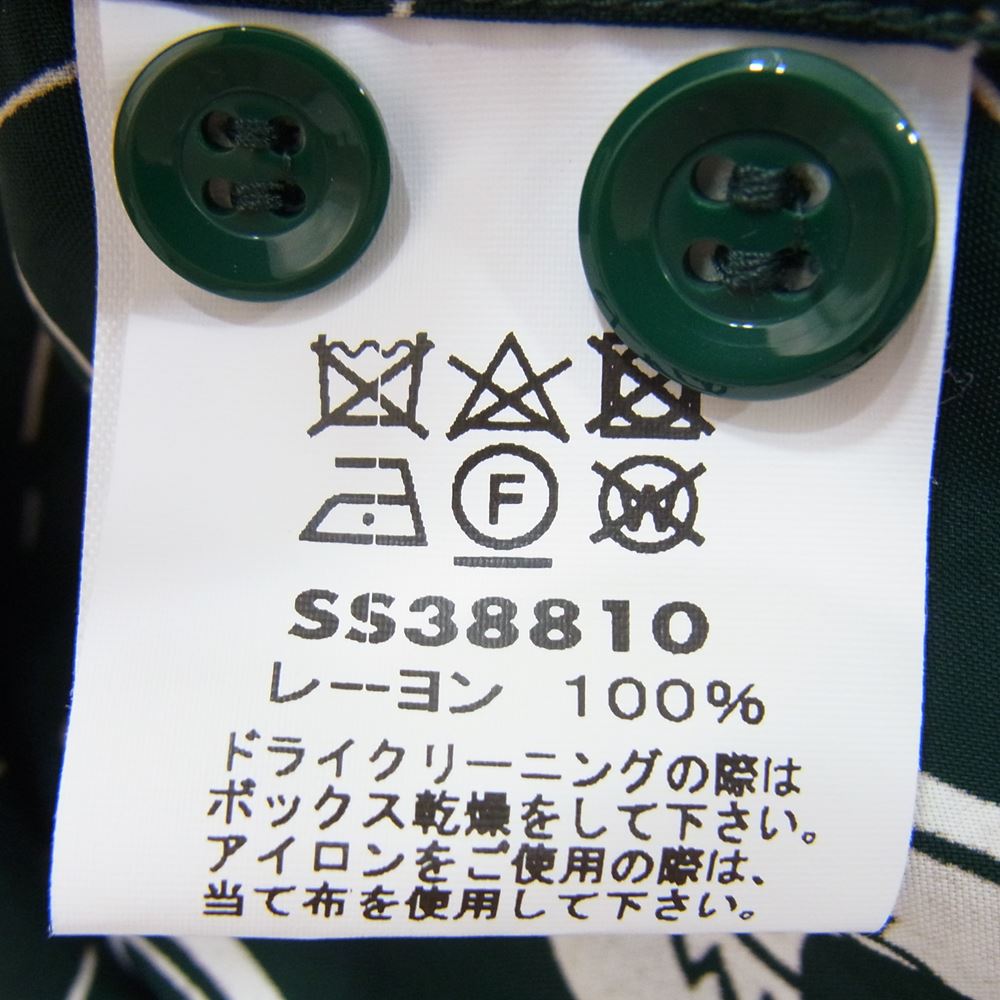 F
W
SS38810
レーヨン 100%
ドライクリーニングの際は
ボックス乾燥をして下さい。
アイロンをご使用の際は、
当て布を使用して下さい。